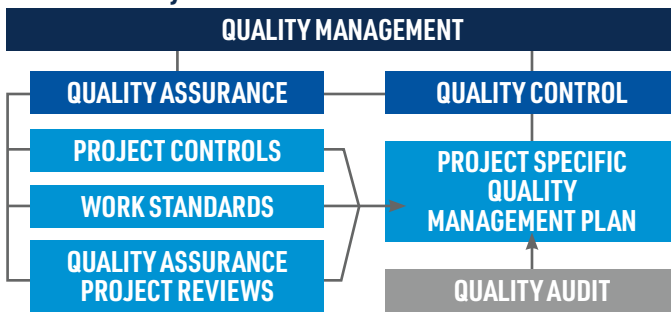 QUALITY MANAGEMENT
QUALITY ASSURANCE
QUALITY CONTROL
PROJECT CONTROLS
WORK STANDARDS
QUALITY ASSURANCE
PROJECT REVIEWS
PROJECT SPECIFIC
QUALITY
MANAGEMENT PLAN
QUALITY AUDIT